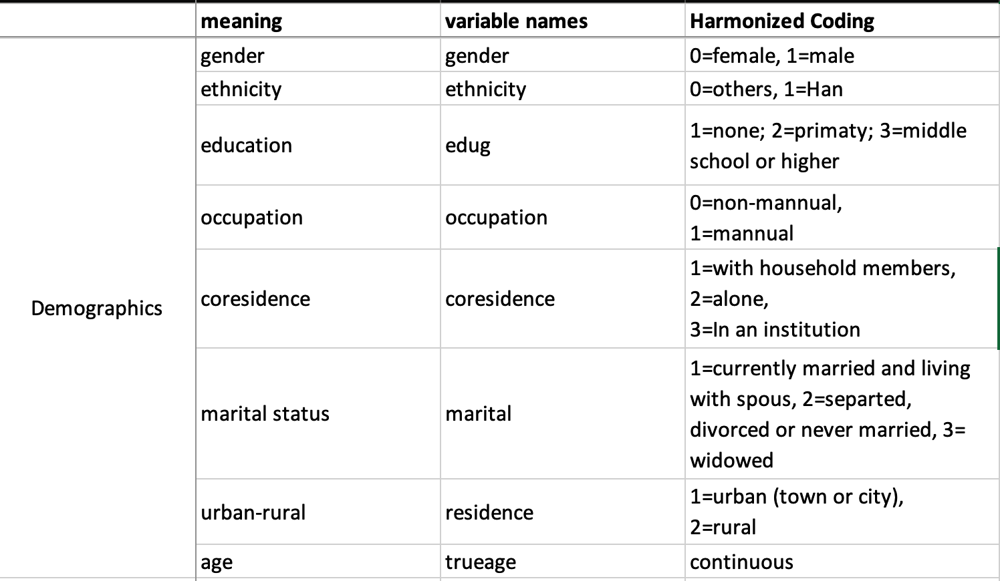 meaning variable names Harmonized Coding
gender gender 0=female, 1=male
ethnicity ethnicity 0=others, 1=Han
education edug 1=none; 2=primaty; 3=middle
school or higher
occupation occupation 0=non-mannual,
1=mannual
Demographics
coresidence coresidence 1=with household members,
2=alone,
3=In an institution
marital status marital 1=currently married and living
with spous, 2=separted,
divorced or never married, 3=
widowed
urban-rural residence 1=urban (town or city),
2=rural
age trueage continuous